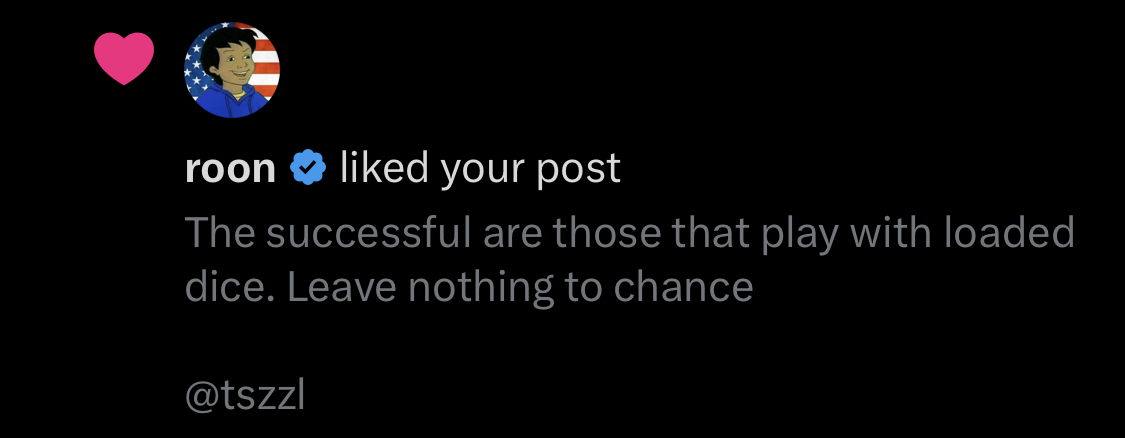 roon liked your post
The successful are those that play with loaded
dice. Leave nothing to chance
@tszzl